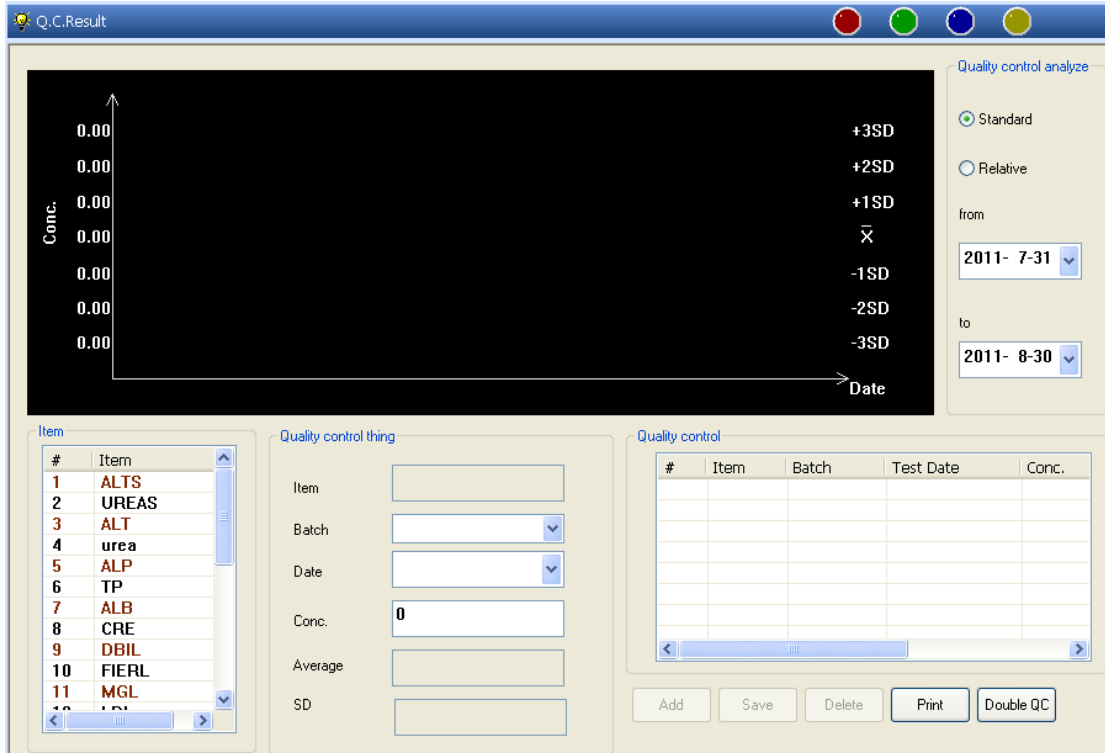 Q.C.Result
Quality control analyze
Standard
Relative
from
2011- 7-31
to
2011- 8-30
Conc.
0.00 +3SD
0.00 +2SD
0.00 +1SD
0.00 X̄
0.00 -1SD
0.00 -2SD
0.00 -3SD
Date
Item
# Item
1 ALTS
2 UREAS
3 ALT
4 urea
5 ALP
6 TP
7 ALB
8 CRE
9 DBIL
10 FIERL
11 MGL
Quality control thing
Item
Batch
Date
Conc. 0
Average
SD
Quality control
# Item Batch Test Date Conc.
Add Save Delete Print Double QC